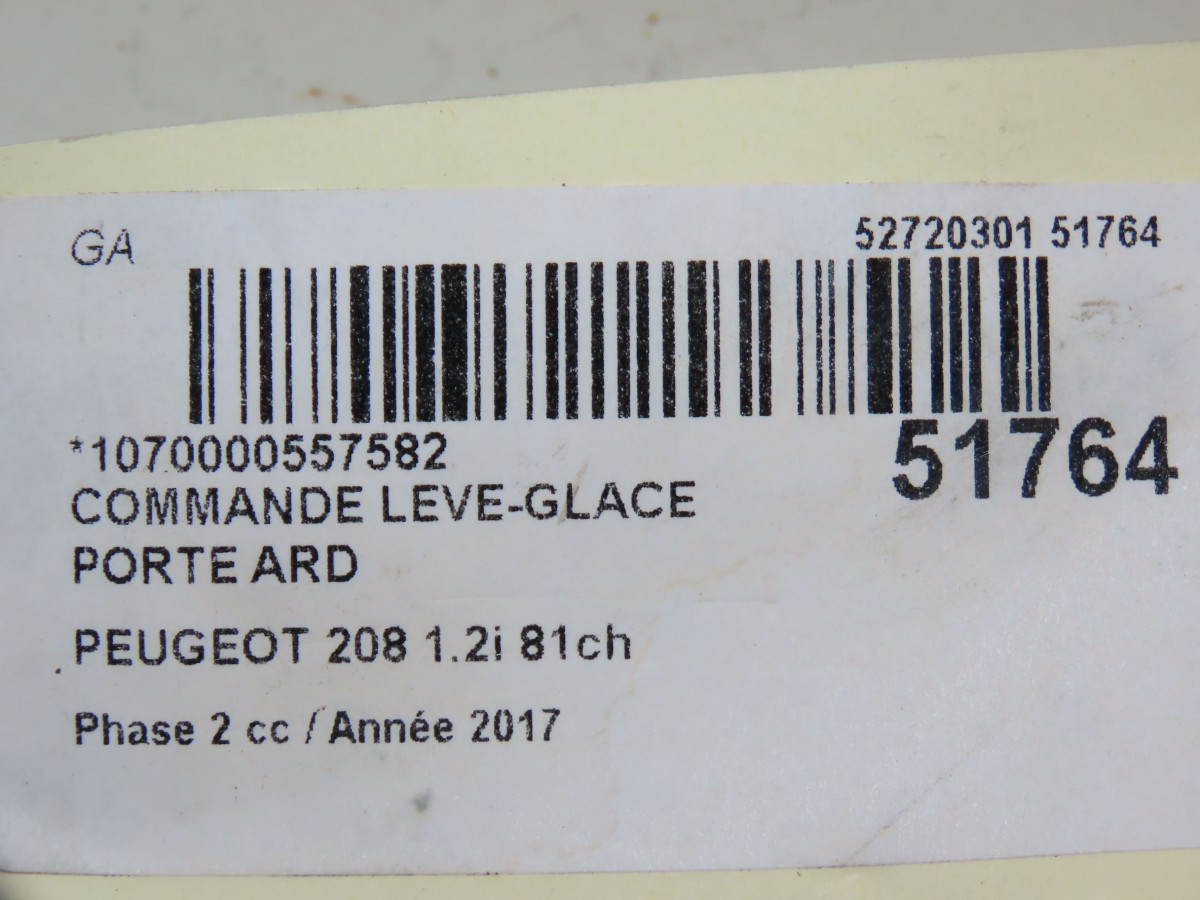 GA
52720301 51764
51764
*1070000557582
COMMANDE LEVE-GLACE
PORTE ARD
PEUGEOT 208 1.2i 81ch
Phase 2 cc / Année 2017